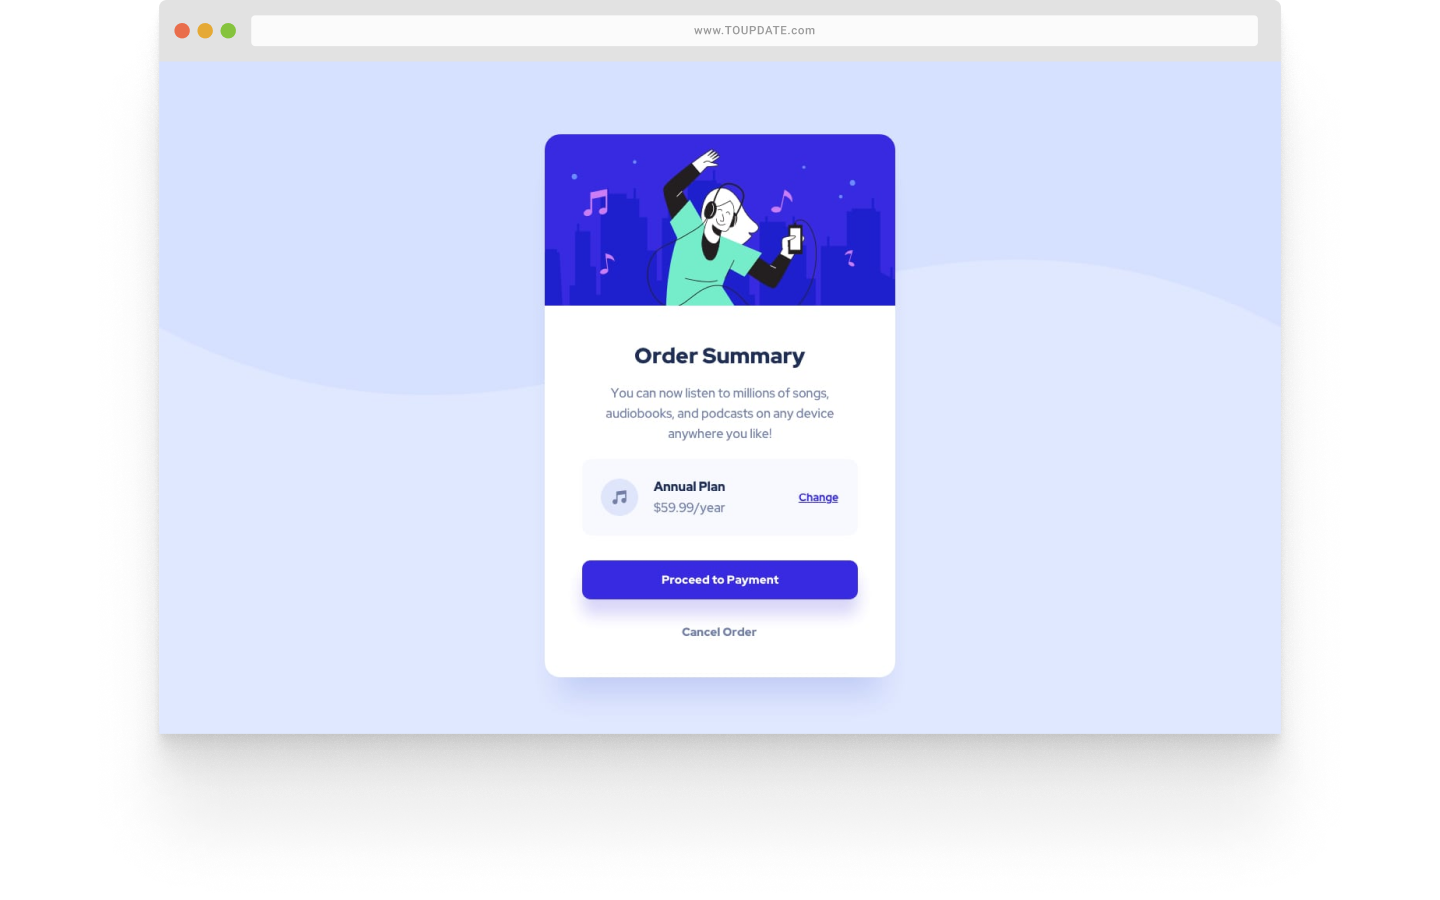 www.TOUPDATE.com
Order Summary
You can now listen to millions of songs,
audiobooks, and podcasts on any device
anywhere you like!
Annual Plan
$59.99/year
Change
Proceed to Payment
Cancel Order